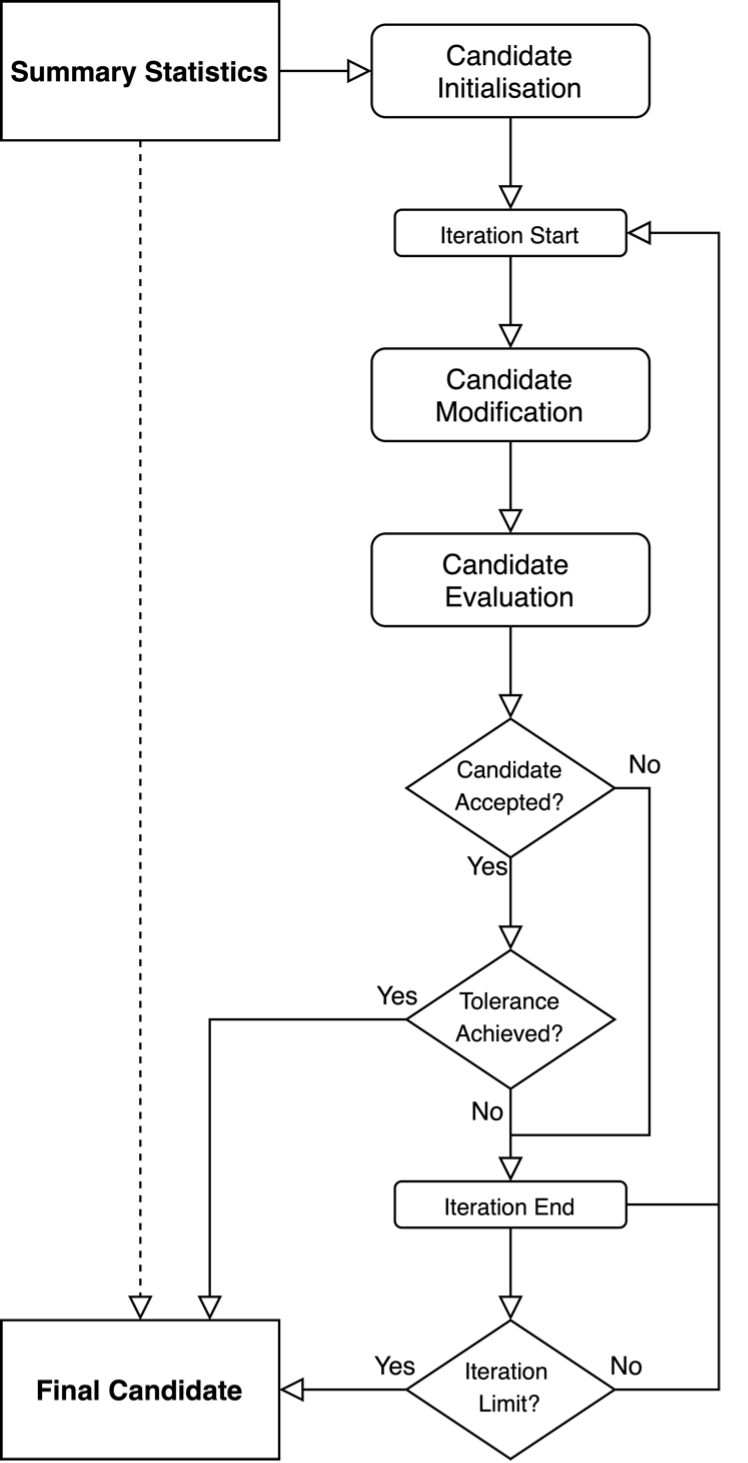 Summary Statistics
Candidate
Initialisation
Iteration Start
Candidate
Modification
Candidate
Evaluation
Candidate
Accepted?
No
Yes
Tolerance
Achieved?
Yes
No
Iteration End
Iteration
Limit?
Yes
No
Final Candidate